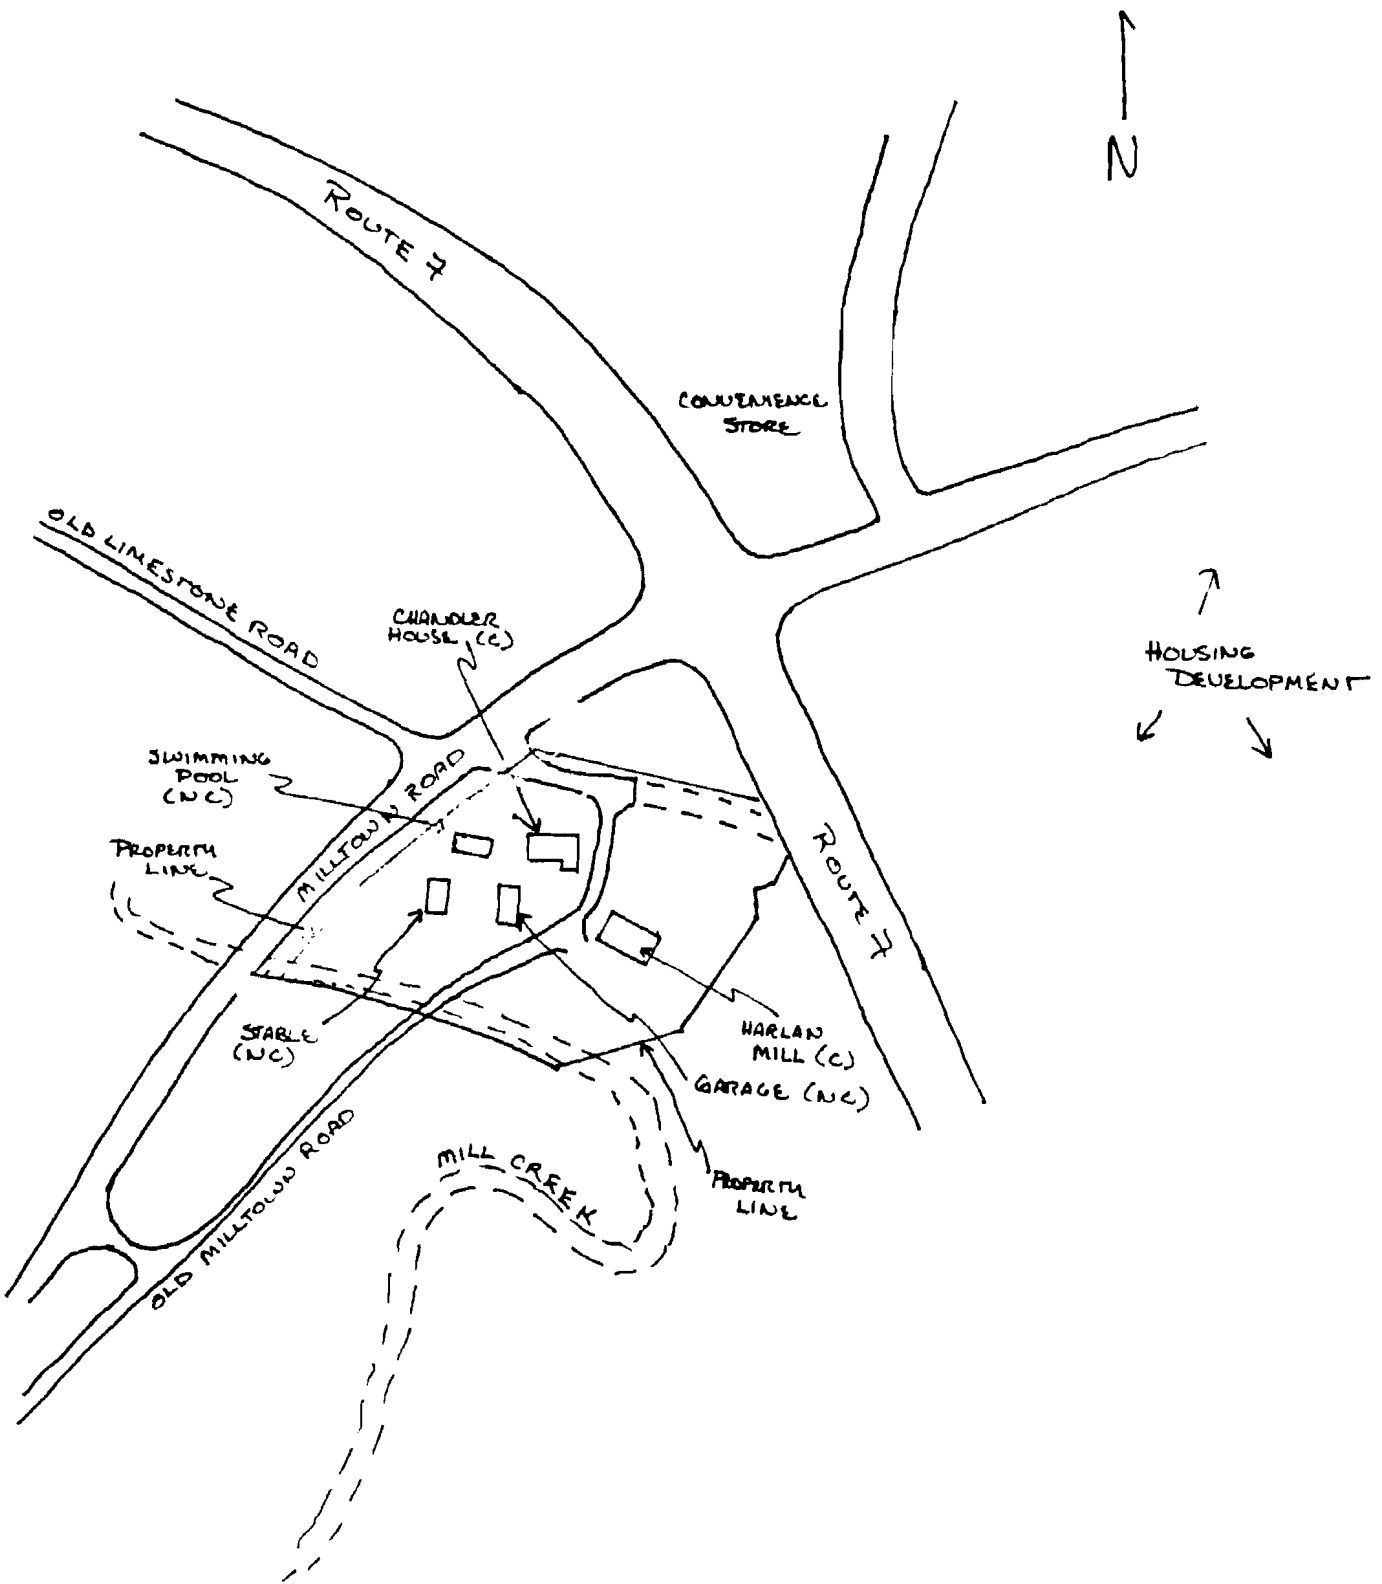 N
ROUTE 7
CONVENIENCE
STORE
OLD LIMESTONE ROAD
CHANDLER
HOUSE (C)
HOUSING
DEVELOPMENT
SWIMMING
POOL
(NC)
MILLTOWN ROAD
PROPERTY
LINE
ROUTE 7
STABLE
(NC)
HARLAN
MILL (C)
GARAGE (NC)
OLD MILLTOWN ROAD
MILL CREEK
PROPERTY
LINE